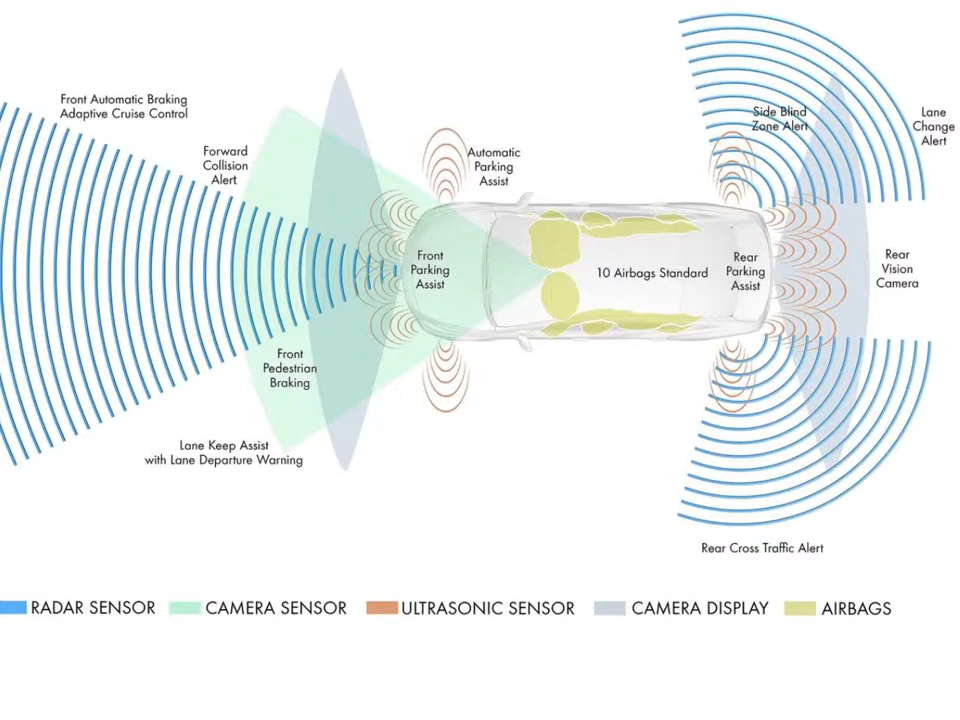 Front Automatic Braking
Adaptive Cruise Control
Forward
Collision
Alert
Automatic
Parking
Assist
Side Blind
Zone Alert
Lane
Change
Alert
Front
Parking
Assist
10 Airbags Standard
Rear
Parking
Assist
Rear
Vision
Camera
Front
Pedestrian
Braking
Lane Keep Assist
with Lane Departure Warning
Rear Cross Traffic Alert
RADAR SENSOR
CAMERA SENSOR
ULTRASONIC SENSOR
CAMERA DISPLAY
AIRBAGS